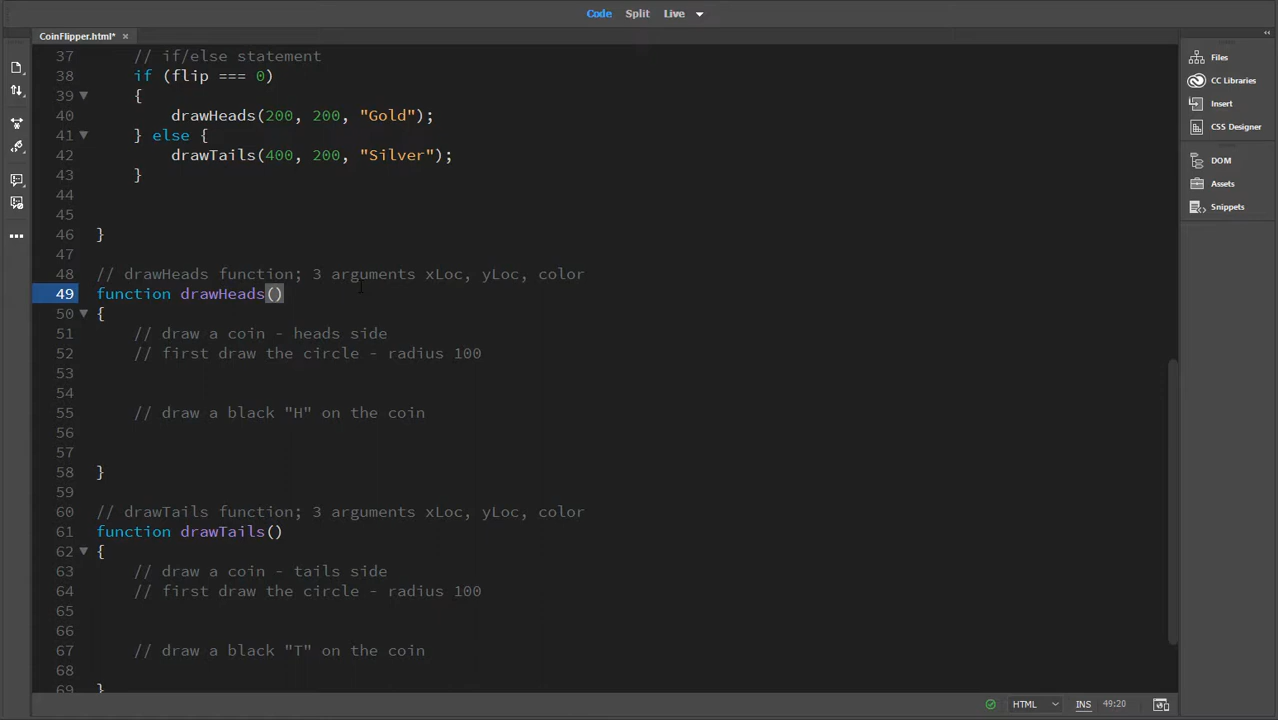 Code Split Live
CoinFlipper.html*
37 // if/else statement
38 if (flip === 0)
39 {
40 drawHeads(200, 200, "Gold");
41 } else {
42 drawTails(400, 200, "Silver");
43 }
44
45
46 }
47
48 // drawHeads function; 3 arguments xLoc, yLoc, color
49 function drawHeads()
50 {
51 // draw a coin - heads side
52 // first draw the circle - radius 100
53
54
55 // draw a black "H" on the coin
56
57
58 }
59
60 // drawTails function; 3 arguments xLoc, yLoc, color
61 function drawTails()
62 {
63 // draw a coin - tails side
64 // first draw the circle - radius 100
65
66
67 // draw a black "T" on the coin
68
69 }
Files
CC Libraries
Insert
CSS Designer
DOM
Assets
Snippets
HTML INS 49:20